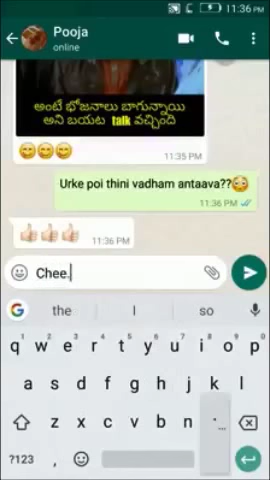 11:36 PM
Pooja
online
అంటే భోజనాలు బాగున్నాయి
అని బయట talk వచ్చింది
😄😄😄
11:35 PM
Urke poi thini vadham antaava??😳
11:36 PM
👍🏻👍🏻👍🏻
11:36 PM
Chee.
the I so
q w e r t y u i o p
a s d f g h j k l
z x c v b n
?123 ,